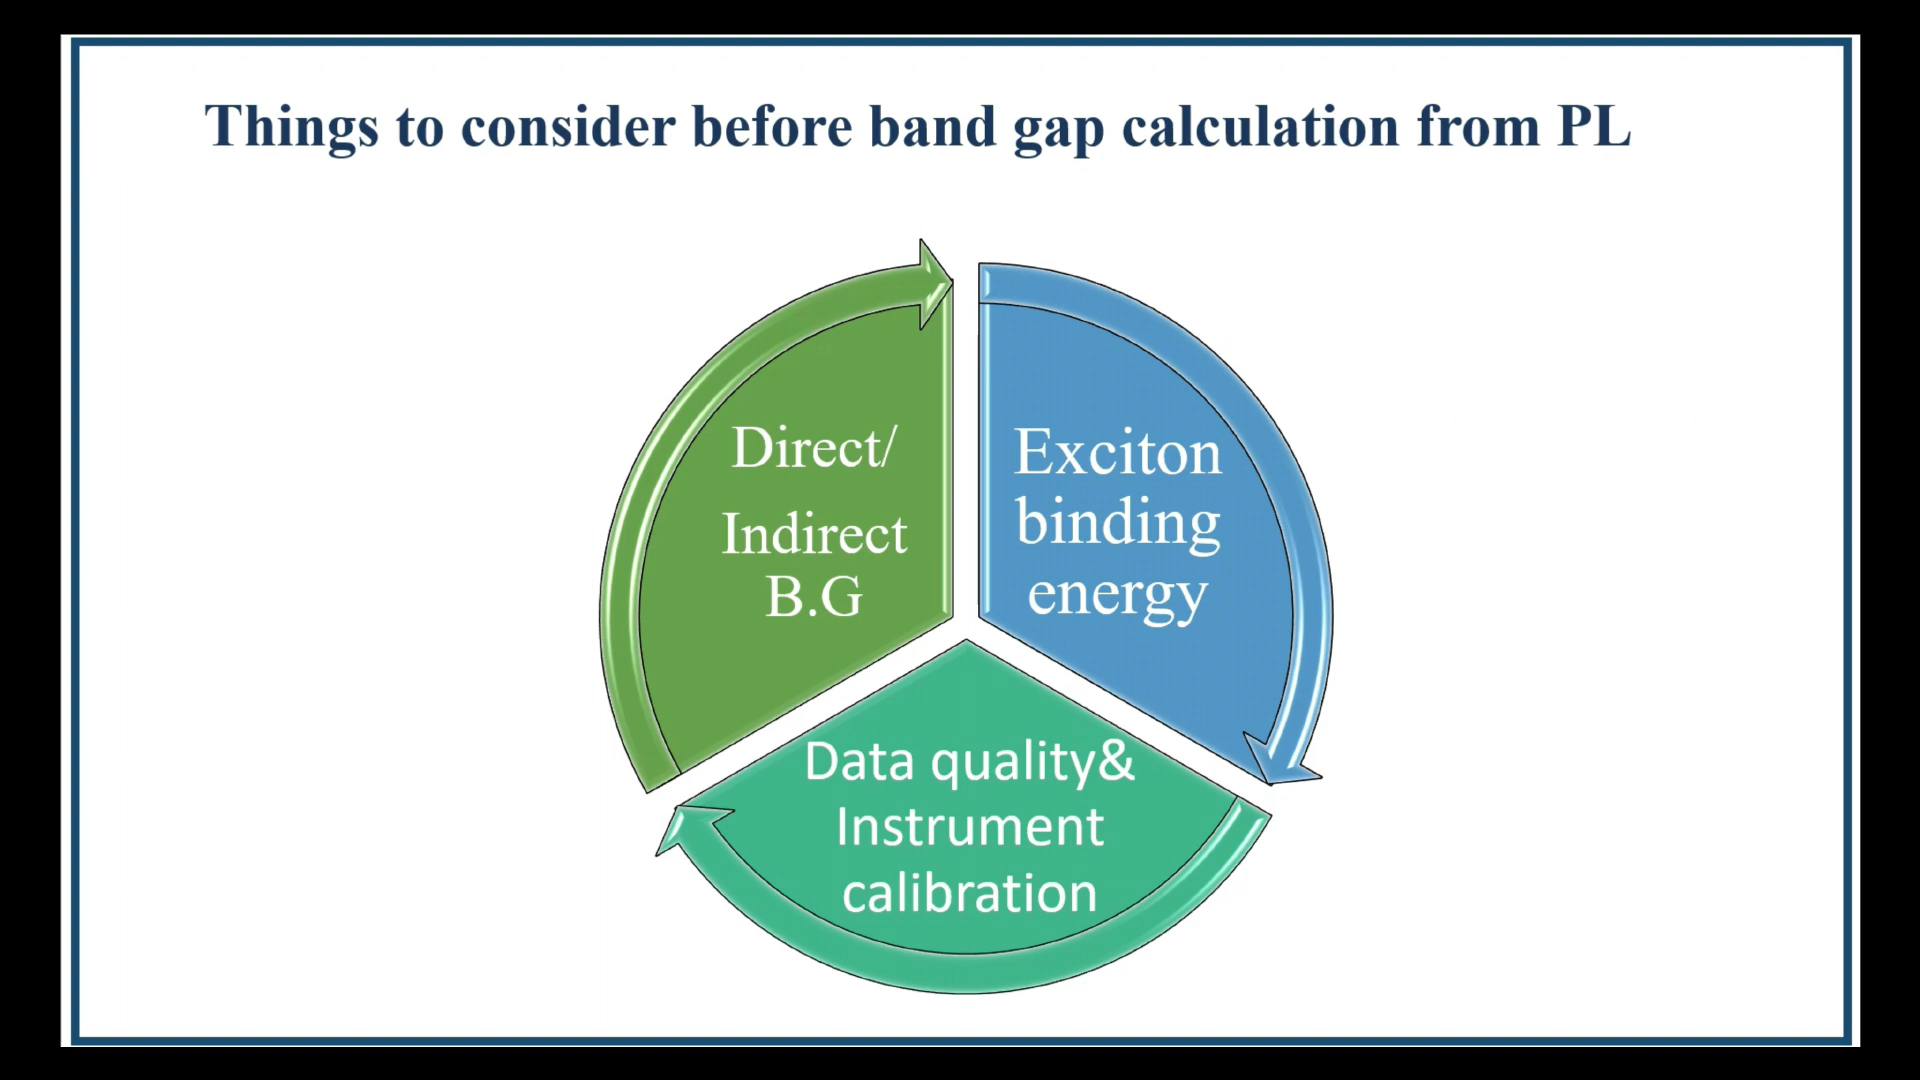 Things to consider before band gap calculation from PL
Direct/
Indirect
B.G
Exciton
binding
energy
Data quality&
Instrument
calibration